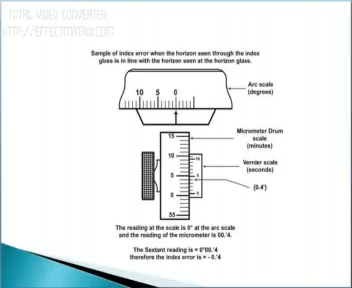 TOTAL VIDEO CONVERTER
HTTP://EFFECTMATRIX.COM
Sample of index error when the horizon seen through the index
glass is in line with the horizon seen at the horizon glass.
Arc scale
(degrees)
10 5 0
Micrometer Drum
scale
(minutes)
15
10
5
00
55
10
5
0
Vernier scale
(seconds)
{0.4'}
The reading at the scale is 0° at the arc scale
and the reading of the micrometer is 00.'4.
The Sextant reading is = 0°00.'4
therefore the index error is = - 0.'4